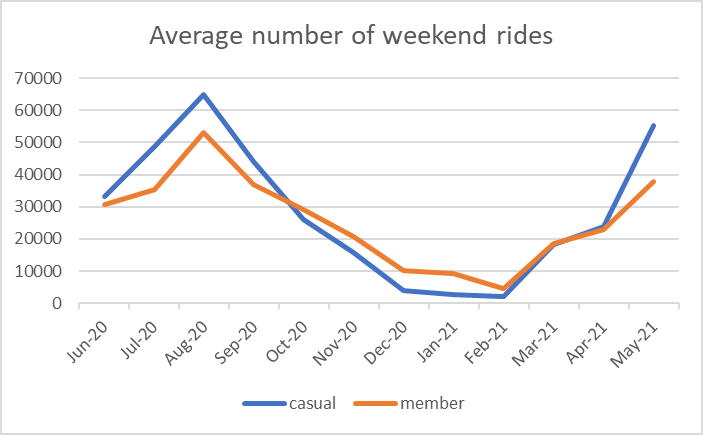 Average number of weekend rides
70000
60000
50000
40000
30000
20000
10000
0
Jun-20 Jul-20 Aug-20 Sep-20 Oct-20 Nov-20 Dec-20 Jan-21 Feb-21 Mar-21 Apr-21 May-21
casual member